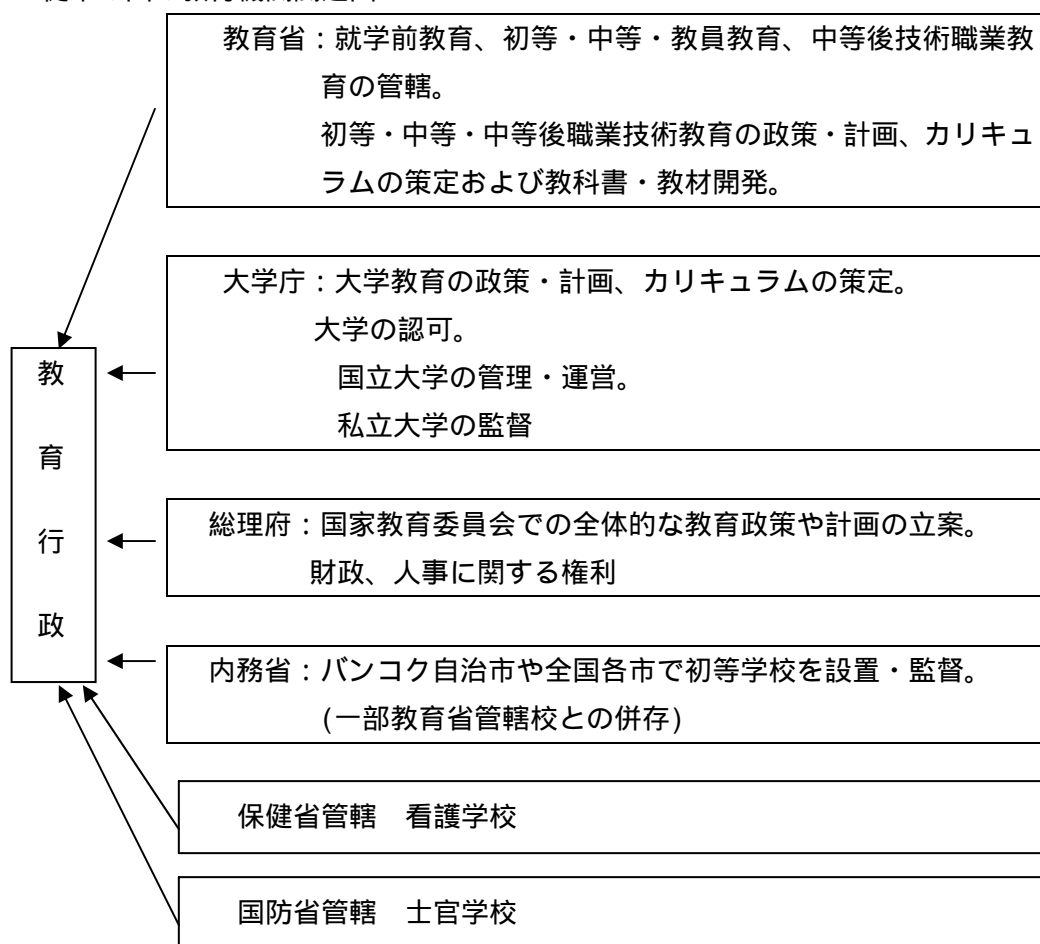 教育省：就学前教育、初等・中等・教員教育、中等後技術職業教
育の管轄。
初等・中等・中等後職業技術教育の政策・計画、カリキュ
ラムの策定および教科書・教材開発。
大学庁：大学教育の政策・計画、カリキュラムの策定。
大学の認可。
国立大学の管理・運営。
私立大学の監督
教育行政
総理府：国家教育委員会での全体的な教育政策や計画の立案。
財政、人事に関する権利
内務省：バンコク自治市や全国各市で初等学校を設置・監督。
(一部教育省管轄校との併存)
保健省管轄　看護学校
国防省管轄　士官学校